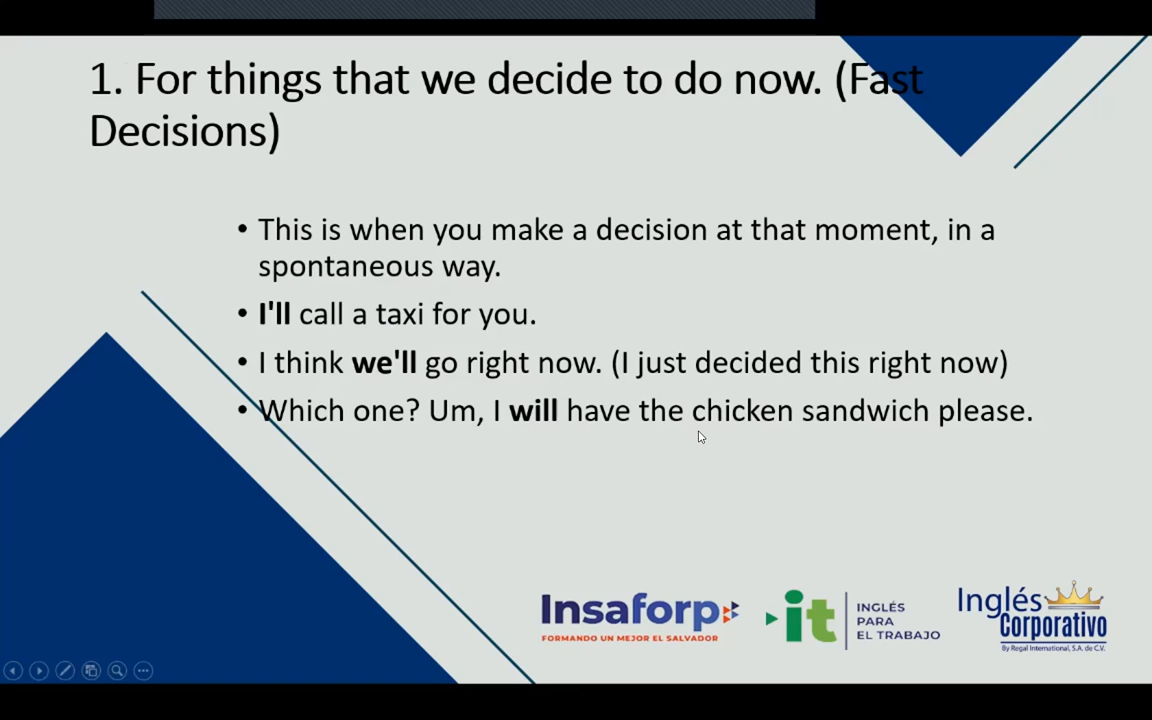 1. For things that we decide to do now. (Fast
Decisions)
• This is when you make a decision at that moment, in a
spontaneous way.
• I'll call a taxi for you.
• I think we'll go right now. (I just decided this right now)
• Which one? Um, I will have the chicken sandwich please.
Insaforp
FORMANDO UN MEJOR EL SALVADOR
it
INGLÉS
PARA
EL TRABAJO
Inglés
Corporativo
By Regal International, S.A. de C.V.